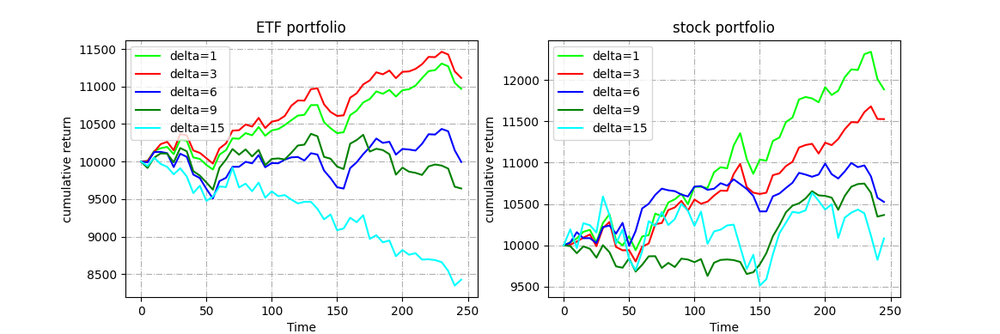 ETF portfolio
cumulative return
11500
11000
10500
10000
9500
9000
8500
delta=1
delta=3
delta=6
delta=9
delta=15
0
50
100
150
200
250
Time
stock portfolio
cumulative return
12000
11500
11000
10500
10000
9500
delta=1
delta=3
delta=6
delta=9
delta=15
0
50
100
150
200
250
Time